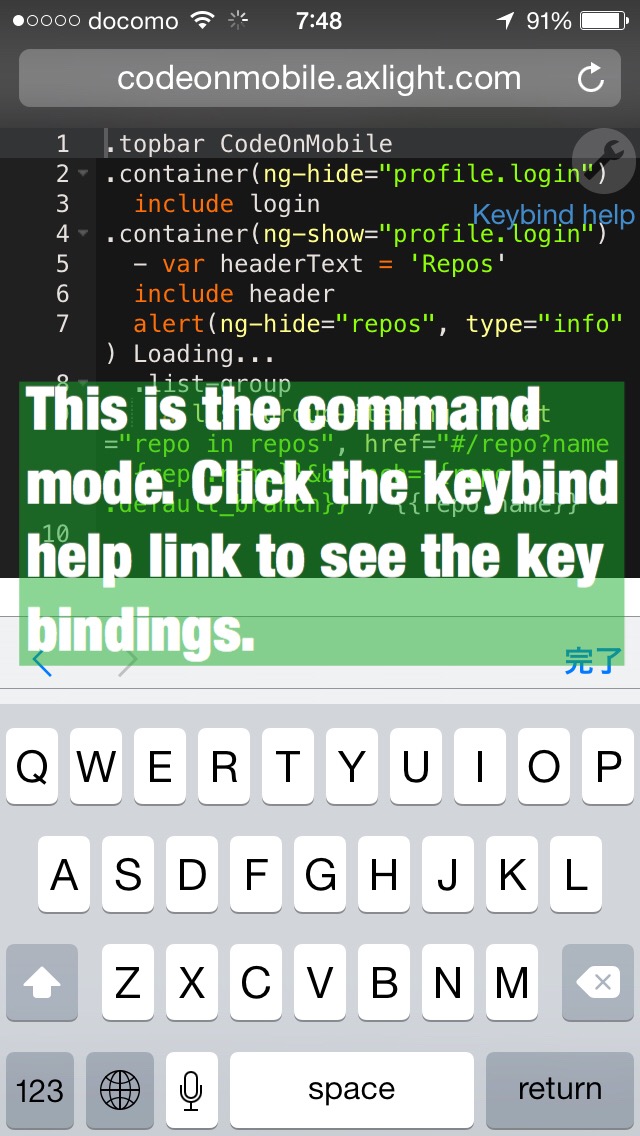 docomo 7:48 91%
codeonmobile.axlight.com
1 .topbar CodeOnMobile
2 .container(ng-hide="profile.login")
3 include login
Keybind help
4 .container(ng-show="profile.login")
5 - var headerText = 'Repos'
6 include header
7 alert(ng-hide="repos", type="info"
) Loading...
8 .list-group
="repo in repos", href="#/repo?name
.default_branch}}") {{repo.name}}
10
This is the command
mode. Click the keybind
help link to see the key
bindings.
完了
Q W E R T Y U I O P
A S D F G H J K L
Z X C V B N M
123 space return